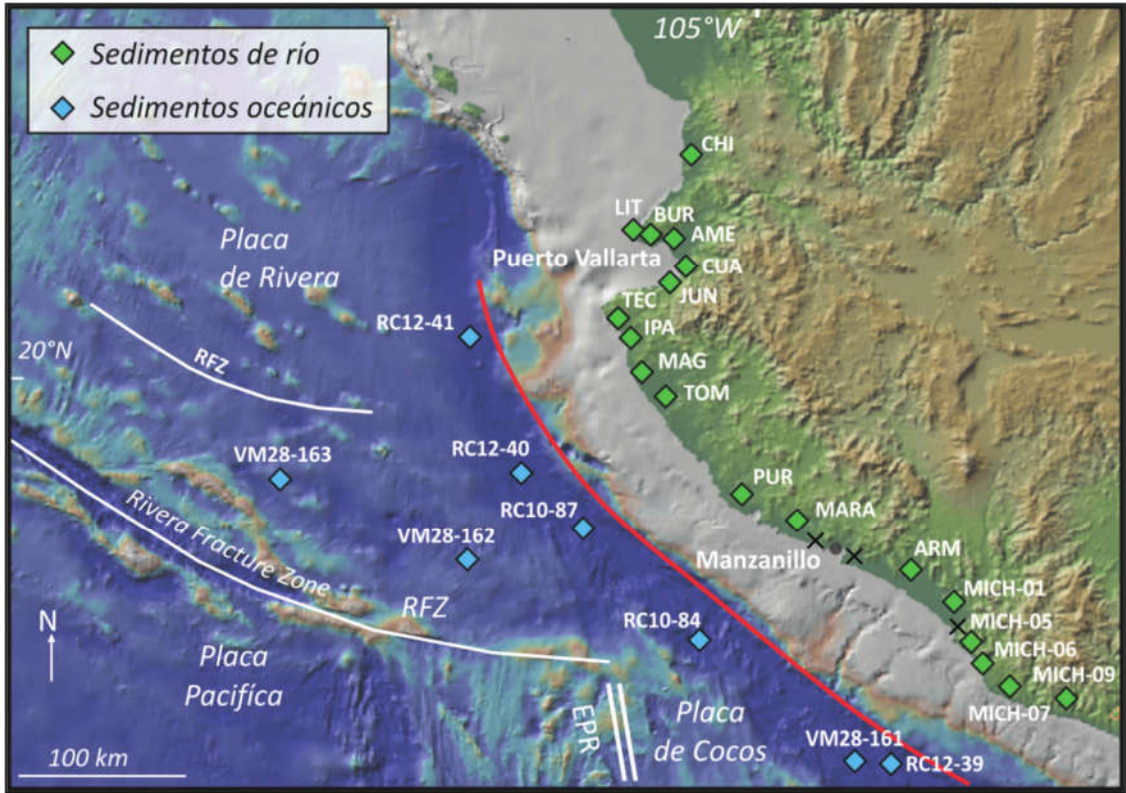 105°W
Sedimentos de río
Sedimentos oceánicos
CHI
LIT
BUR
AME
Puerto Vallarta
CUA
JUN
Placa
de Rivera
TEC
RC12-41
IPA
20°N
RFZ
MAG
TOM
VM28-163
RC12-40
PUR
RC10-87
MARA
Rivera Fracture Zone
VM28-162
Manzanillo
ARM
RFZ
MICH-01
N
RC10-84
MICH-05
MICH-06
Placa
Pacifíca
MICH-09
MICH-07
EPR
Placa
de Cocos
VM28-161
RC12-39
100 km